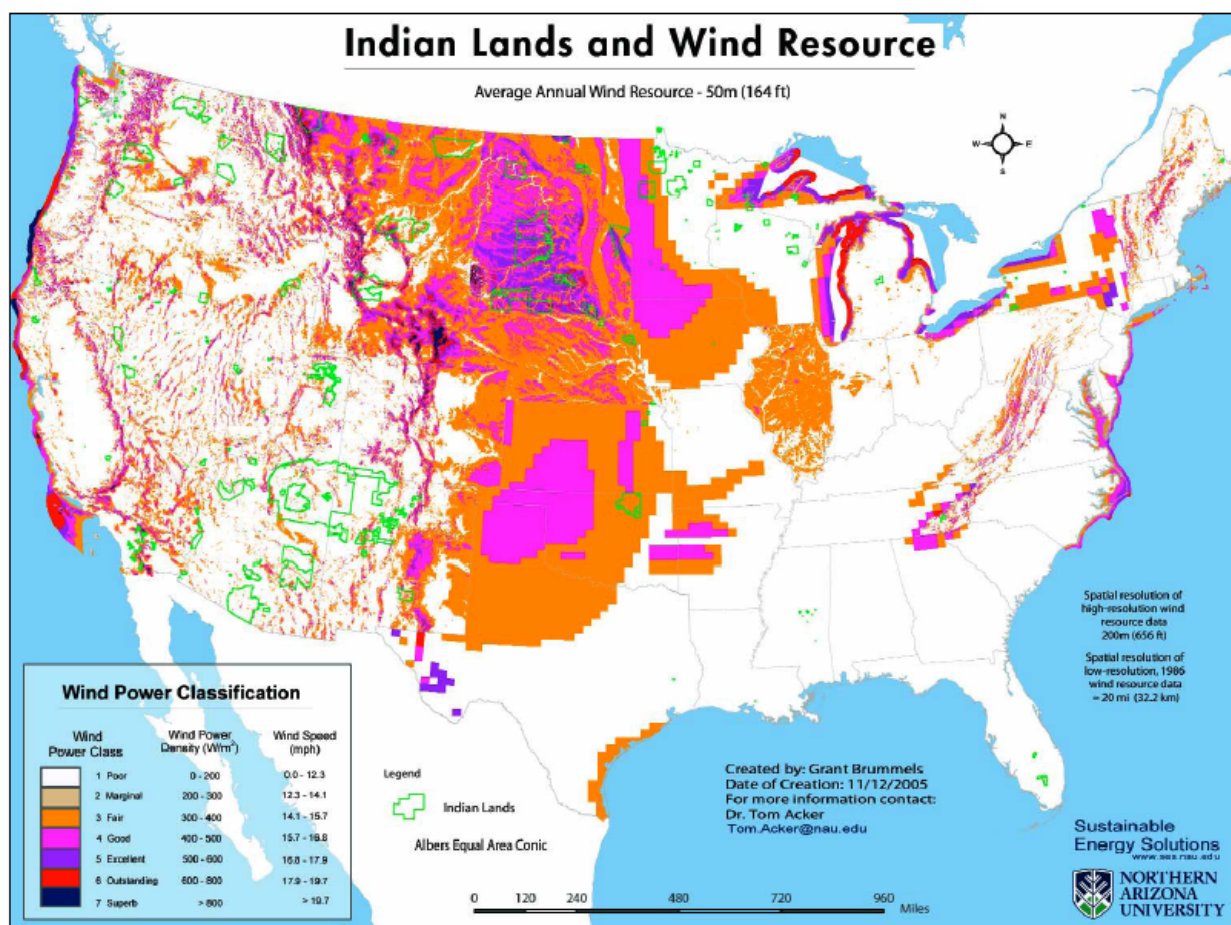 Indian Lands and Wind Resource
Average Annual Wind Resource - 50m (164 ft)
N
W E
S
Spatial resolution of
high-resolution wind
resource data
200m (656 ft)
Spatial resolution of
low-resolution, 1986
wind resource data
= 20 mi (32.2 km)
Wind Power Classification
Wind Power Class Wind Power Density (W/m²) Wind Speed (mph)
1 Poor 0 - 200 0.0 - 12.3
2 Marginal 200 - 300 12.3 - 14.1
3 Fair 300 - 400 14.1 - 15.7
4 Good 400 - 500 15.7 - 16.8
5 Excellent 500 - 600 16.8 - 17.9
6 Outstanding 600 - 800 17.9 - 19.7
7 Superb > 800 > 19.7
Legend
Indian Lands
Albers Equal Area Conic
Created by: Grant Brummels
Date of Creation: 11/12/2005
For more information contact:
Dr. Tom Acker
Tom.Acker@nau.edu
0 120 240 480 720 960
Miles
Sustainable
Energy Solutions
www.ses.nau.edu
NORTHERN
ARIZONA
UNIVERSITY